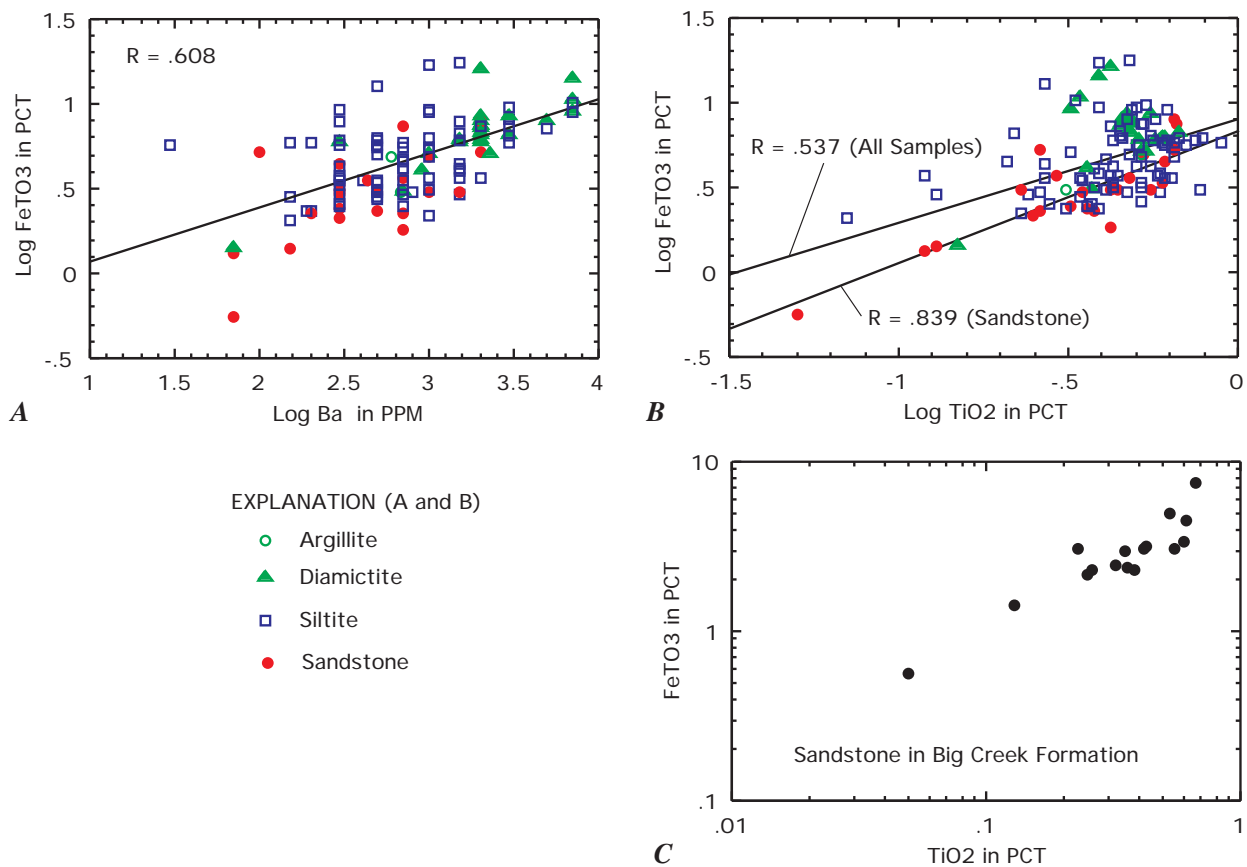 1.5
1
.5
0
-.5
Log FeTO3 in PCT
R = .608
1
1.5
2
2.5
3
3.5
4
Log Ba in PPM
A
1.5
1
.5
0
-.5
Log FeTO3 in PCT
R = .537 (All Samples)
R = .839 (Sandstone)
-1.5
-1
-.5
0
Log TiO2 in PCT
B
EXPLANATION (A and B)
Argillite
Diamictite
Siltite
Sandstone
10
1
.1
FeTO3 in PCT
Sandstone in Big Creek Formation
.01
.1
1
TiO2 in PCT
C